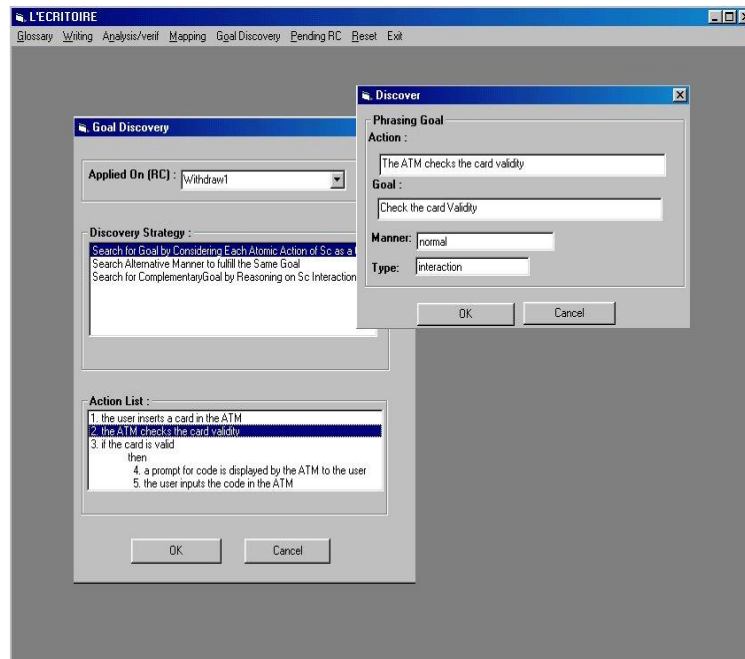 L'ECRITOIRE
Glossary Writing Analysis/verif Mapping Goal Discovery Pending RC Reset Exit
Goal Discovery
Applied On (RC) : Withdraw1
Discovery Strategy :
Search for Goal by Considering Each Atomic Action of Sc as a
Search Alternative Manner to fulfill the Same Goal
Search for ComplementaryGoal by Reasoning on Sc Interaction
Action List :
1. the user inserts a card in the ATM
2. the ATM checks the card validity
3. if the card is valid
then
4. a prompt for code is displayed by the ATM to the user
5. the user inputs the code in the ATM
OK Cancel
Discover
Phrasing Goal
Action :
The ATM checks the card validity
Goal :
Check the card Validity
Manner: normal
Type: interaction
OK Cancel